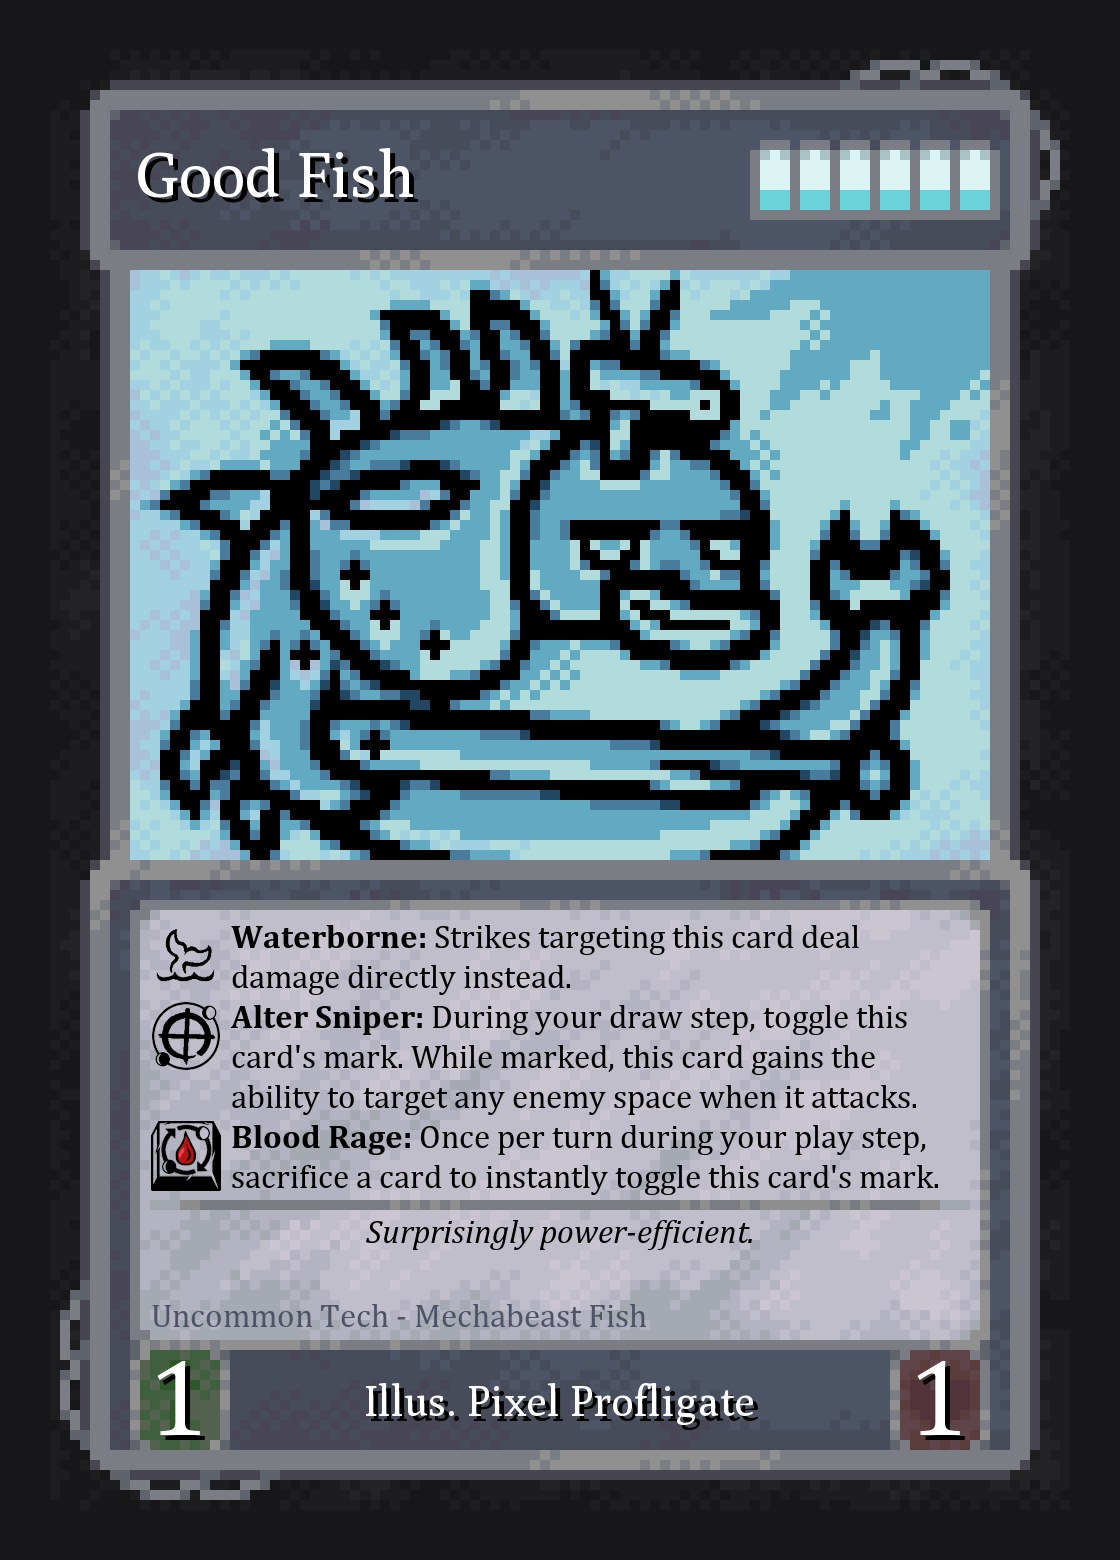 Good Fish
Waterborne: Strikes targeting this card deal
damage directly instead.
Alter Sniper: During your draw step, toggle this
card's mark. While marked, this card gains the
ability to target any enemy space when it attacks.
Blood Rage: Once per turn during your play step,
sacrifice a card to instantly toggle this card's mark.
Surprisingly power-efficient.
Uncommon Tech - Mechabeast Fish
1
Illus. Pixel Profligate
1